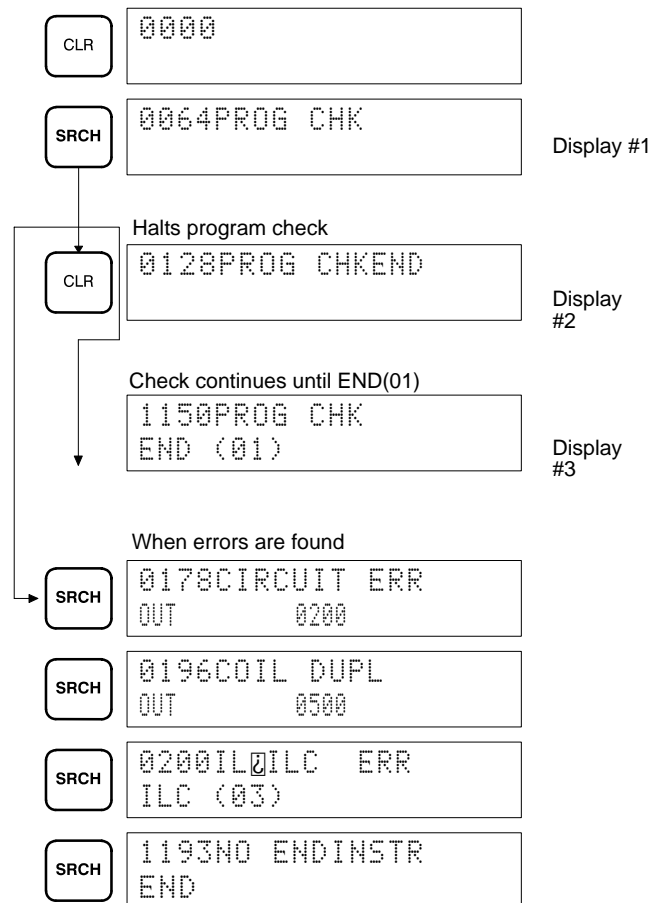 CLR
0000
SRCH
0064PROG CHK
Display #1
Halts program check
CLR
0128PROG CHKEND
Display
#2
Check continues until END(01)
1150PROG CHK
END (01)
Display
#3
When errors are found
SRCH
0178CIRCUIT ERR
OUT 0200
SRCH
0196COIL DUPL
OUT 0500
SRCH
0200IL¿ILC ERR
ILC (03)
SRCH
1193NO ENDINSTR
END